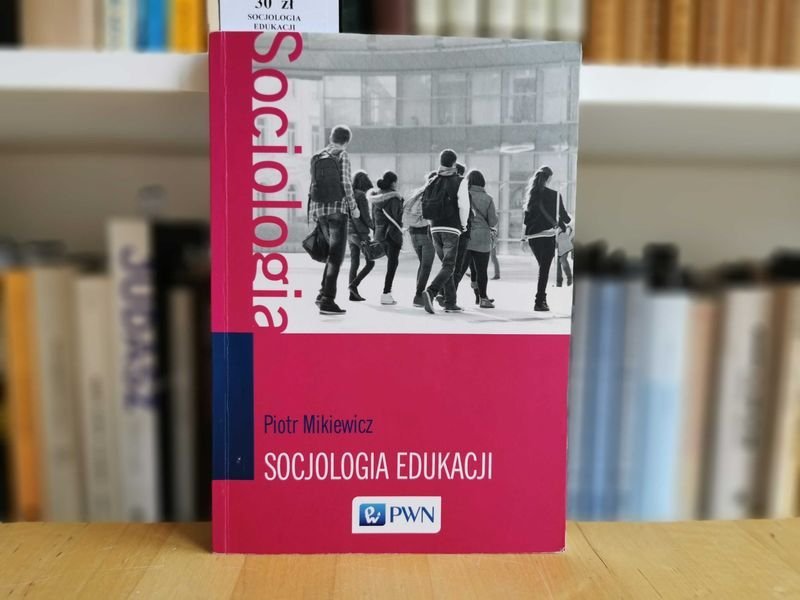 30 zł
SOCJOLOGIA
EDUKACJI
Socjologia
Piotr Mikiewicz
SOCJOLOGIA EDUKACJI
PWN